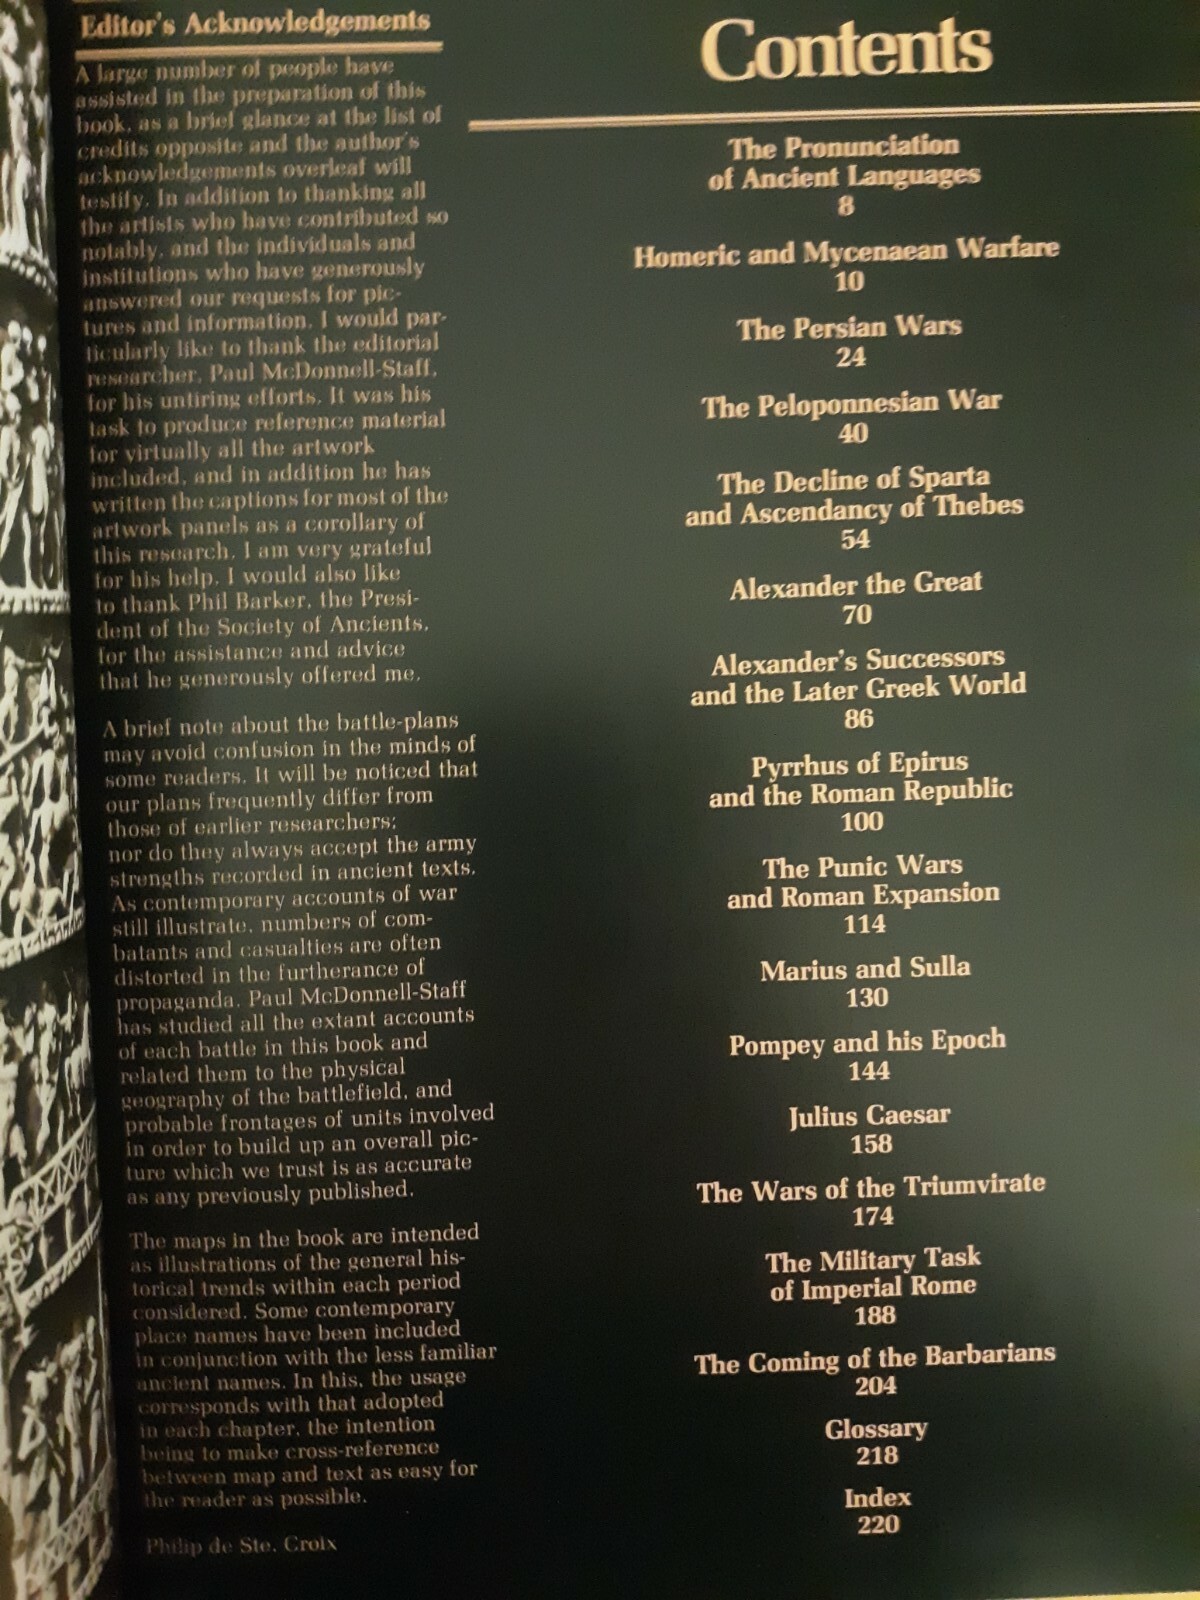 Editor's Acknowledgements
A large number of people have
assisted in the preparation of this
book, as a brief glance at the list of
credits opposite and the author's
acknowledgements overleaf will
testify. In addition to thanking all
the artists who have contributed so
notably, and the individuals and
institutions who have generously
answered our requests for pic-
tures and information, I would par-
ticularly like to thank the editorial
researcher, Paul McDonnell-Staff,
for his untiring efforts. It was his
task to produce reference material
for virtually all the artwork
included, and in addition he has
written the captions for most of the
artwork panels as a corollary of
this research. I am very grateful
for his help. I would also like
to thank Phil Barker, the Presi-
dent of the Society of Ancients,
for the assistance and advice
that he generously offered me.
A brief note about the battle-plans
may avoid confusion in the minds of
some readers. It will be noticed that
our plans frequently differ from
those of earlier researchers;
nor do they always accept the army
strengths recorded in ancient texts.
As contemporary accounts of war
still illustrate, numbers of com-
batants and casualties are often
distorted in the furtherance of
propaganda. Paul McDonnell-Staff
has studied all the extant accounts
of each battle in this book and
related them to the physical
geography of the battlefield, and
probable frontages of units involved
in order to build up an overall pic-
ture which we trust is as accurate
as any previously published.
The maps in the book are intended
as illustrations of the general his-
torical trends within each period
considered. Some contemporary
place names have been included
in conjunction with the less familiar
ancient names. In this, the usage
corresponds with that adopted
in each chapter, the intention
being to make cross-reference
between map and text as easy for
the reader as possible.
Philip de Ste. Croix
Contents
The Pronunciation
of Ancient Languages
8
Homeric and Mycenaean Warfare
10
The Persian Wars
24
The Peloponnesian War
40
The Decline of Sparta
and Ascendancy of Thebes
54
Alexander the Great
70
Alexander's Successors
and the Later Greek World
86
Pyrrhus of Epirus
and the Roman Republic
100
The Punic Wars
and Roman Expansion
114
Marius and Sulla
130
Pompey and his Epoch
144
Julius Caesar
158
The Wars of the Triumvirate
174
The Military Task
of Imperial Rome
188
The Coming of the Barbarians
204
Glossary
218
Index
220